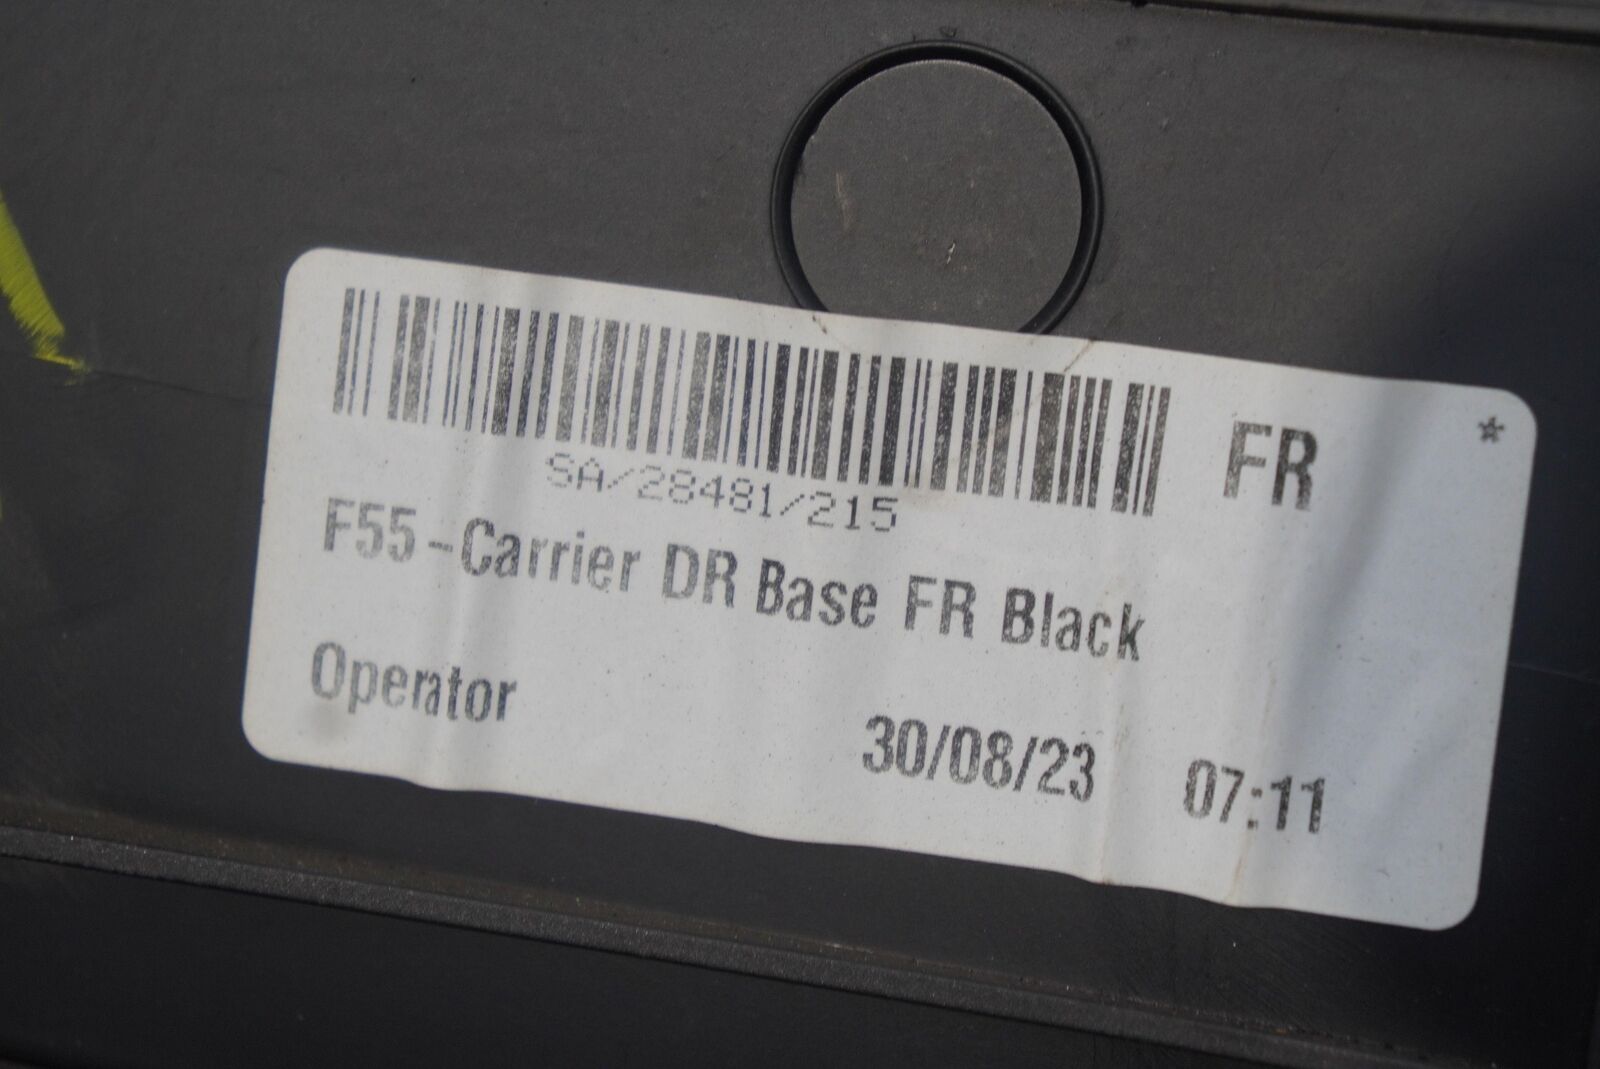 FR *
SA/28481/215
F55-Carrier DR Base FR Black
Operator
30/08/23 07:11